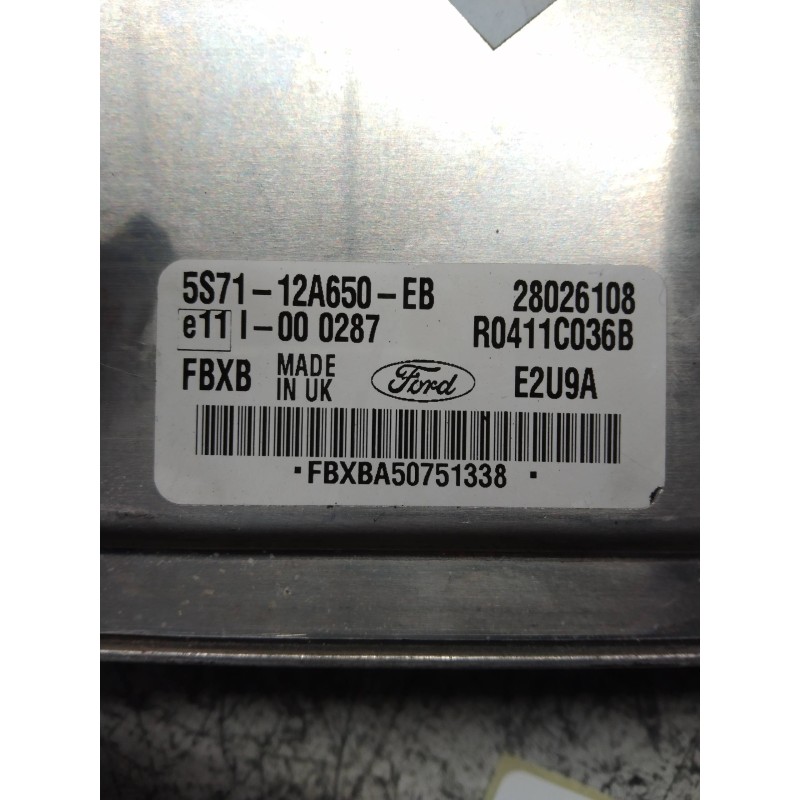 5S71-12A650-EB 28026108
e11 I-00 0287 R0411C036B
FBXB MADE IN UK Ford E2U9A
·FBXBA50751338 ·